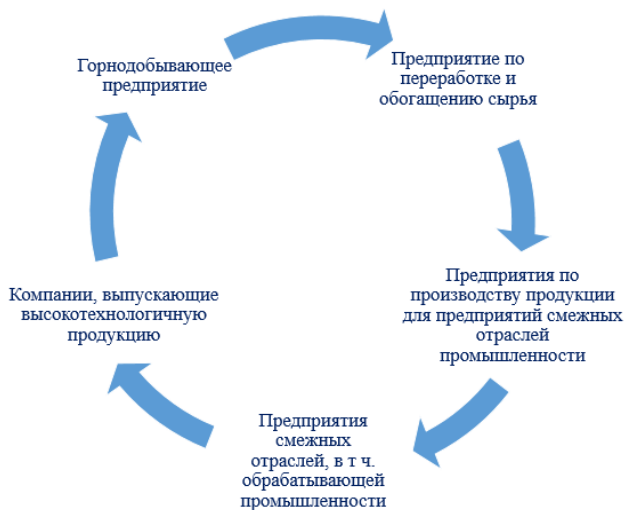 Горнодобывающее
предприятие
Предприятие по
переработке и
обогащению сырья
Предприятия по
производству продукции
для предприятий смежных
отраслей
промышленности
Предприятия
смежных
отраслей, в т ч.
обрабатывающей
промышленности
Компании, выпускающие
высокотехнологичную
продукцию